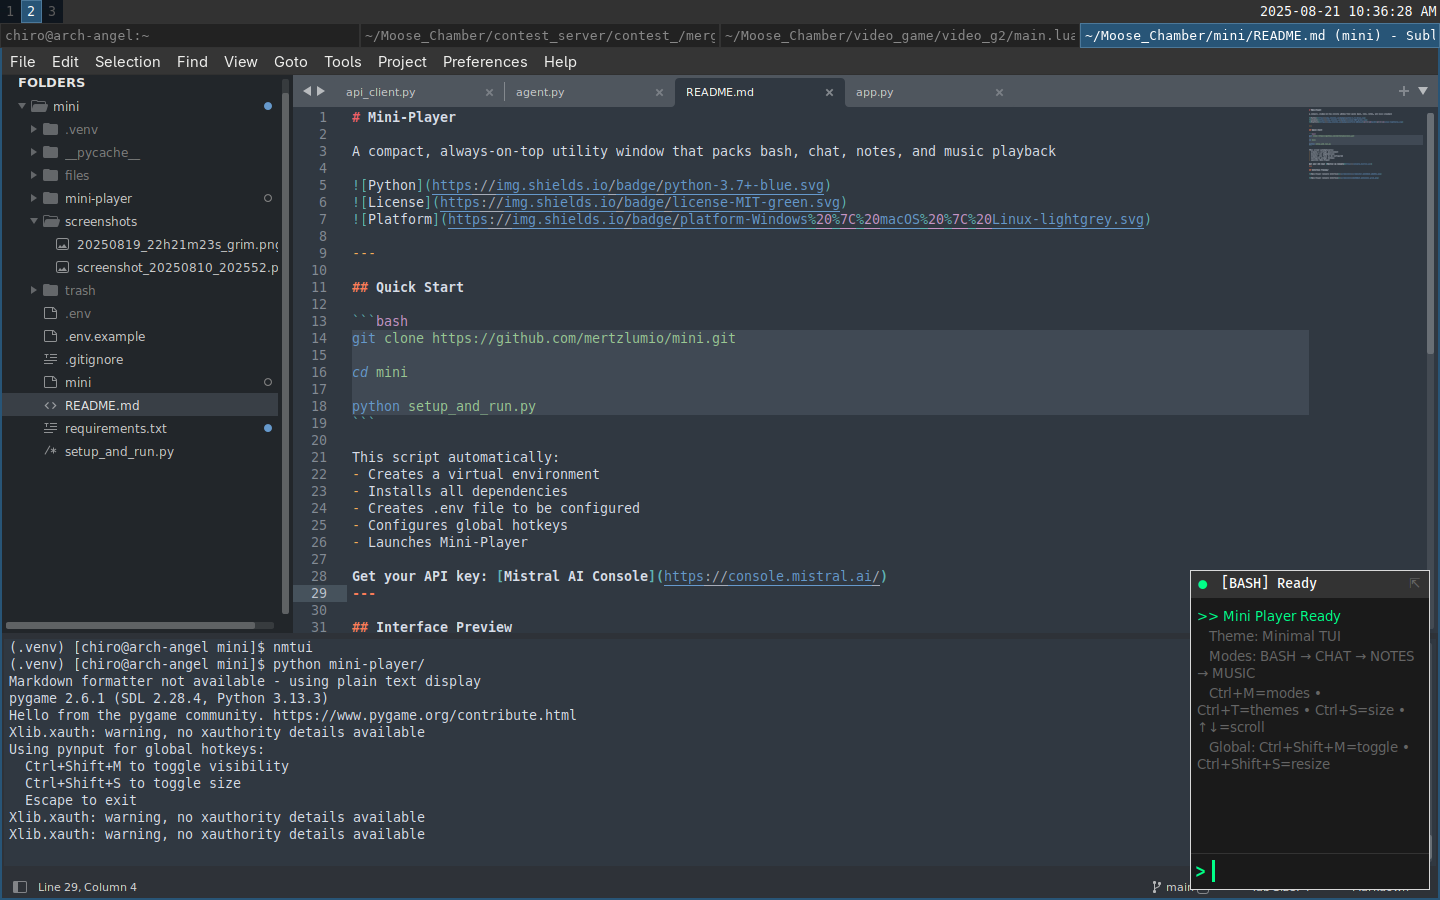 1 2 3
2025-08-21 10:36:28 AM
chiro@arch-angel:~
~/Moose_Chamber/contest_server/contest_/merg
~/Moose_Chamber/video_game/video_g2/main.lua
~/Moose_Chamber/mini/README.md (mini) - Subl
File Edit Selection Find View Goto Tools Project Preferences Help
FOLDERS
mini
.venv
__pycache__
files
mini-player
screenshots
20250819_22h21m23s_grim.png
screenshot_20250810_202552.p
trash
.env
.env.example
.gitignore
mini
README.md
requirements.txt
/* setup_and_run.py
api_client.py ×
agent.py ×
README.md ×
app.py ×
+
1 # Mini-Player
2
3 A compact, always-on-top utility window that packs bash, chat, notes, and music playback
4
5 ![Python](https://img.shields.io/badge/python-3.7+-blue.svg)
6 ![License](https://img.shields.io/badge/license-MIT-green.svg)
7 ![Platform](https://img.shields.io/badge/platform-Windows%20%7C%20macOS%20%7C%20Linux-lightgrey.svg)
8
9 ---
10
11 ## Quick Start
12
13 ```bash
14 git clone https://github.com/mertzlumio/mini.git
15
16 cd mini
17
18 python setup_and_run.py
19 ```
20
21 This script automatically:
22 - Creates a virtual environment
23 - Installs all dependencies
24 - Creates .env file to be configured
25 - Configures global hotkeys
26 - Launches Mini-Player
27
28 Get your API key: [Mistral AI Console](https://console.mistral.ai/)
29 ---
30
31 ## Interface Preview
(.venv) [chiro@arch-angel mini]$ nmtui
(.venv) [chiro@arch-angel mini]$ python mini-player/
Markdown formatter not available - using plain text display
pygame 2.6.1 (SDL 2.28.4, Python 3.13.3)
Hello from the pygame community. https://www.pygame.org/contribute.html
Xlib.xauth: warning, no xauthority details available
Using pynput for global hotkeys:
Ctrl+Shift+M to toggle visibility
Ctrl+Shift+S to toggle size
Escape to exit
Xlib.xauth: warning, no xauthority details available
Xlib.xauth: warning, no xauthority details available
[BASH] Ready
>> Mini Player Ready
Theme: Minimal TUI
Modes: BASH → CHAT → NOTES
→ MUSIC
Ctrl+M=modes •
Ctrl+T=themes • Ctrl+S=size •
↑↓=scroll
Global: Ctrl+Shift+M=toggle •
Ctrl+Shift+S=resize
>
Line 29, Column 4
main